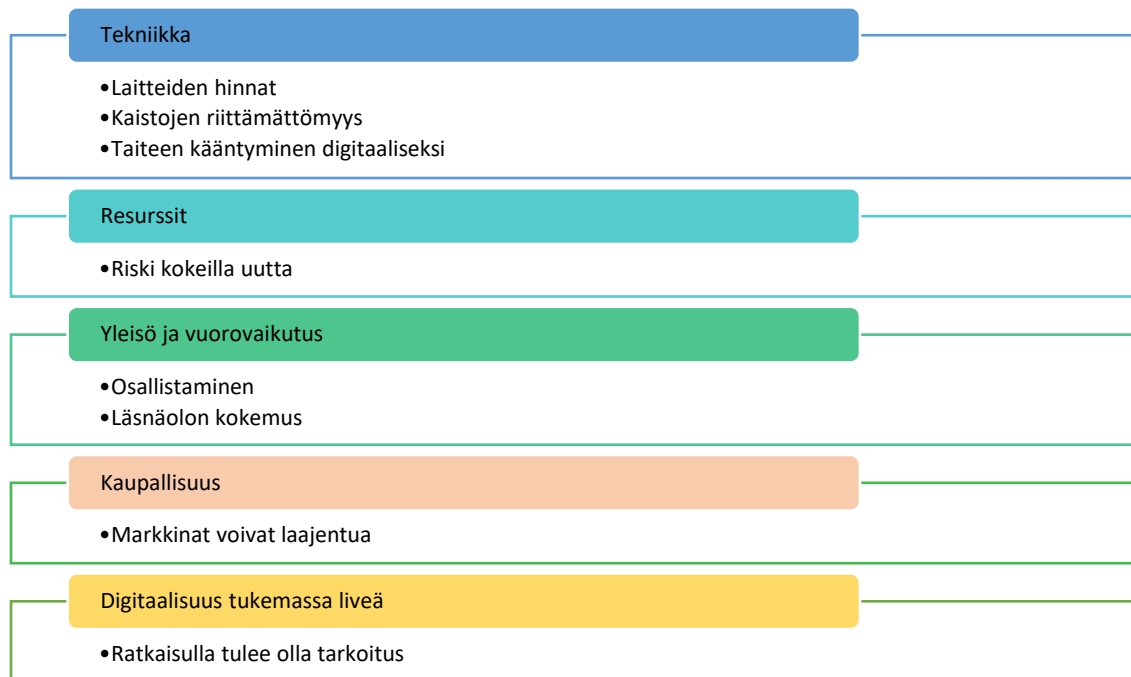 Tekniikka
•Laitteiden hinnat
•Kaistojen riittämättömyys
•Taiteen kääntyminen digitaaliseksi
Resurssit
•Riski kokeilla uutta
Yleisö ja vuorovaikutus
•Osallistaminen
•Läsnäolon kokemus
Kaupallisuus
•Markkinat voivat laajentua
Digitaalisuus tukemassa liveä
•Ratkaisulla tulee olla tarkoitus